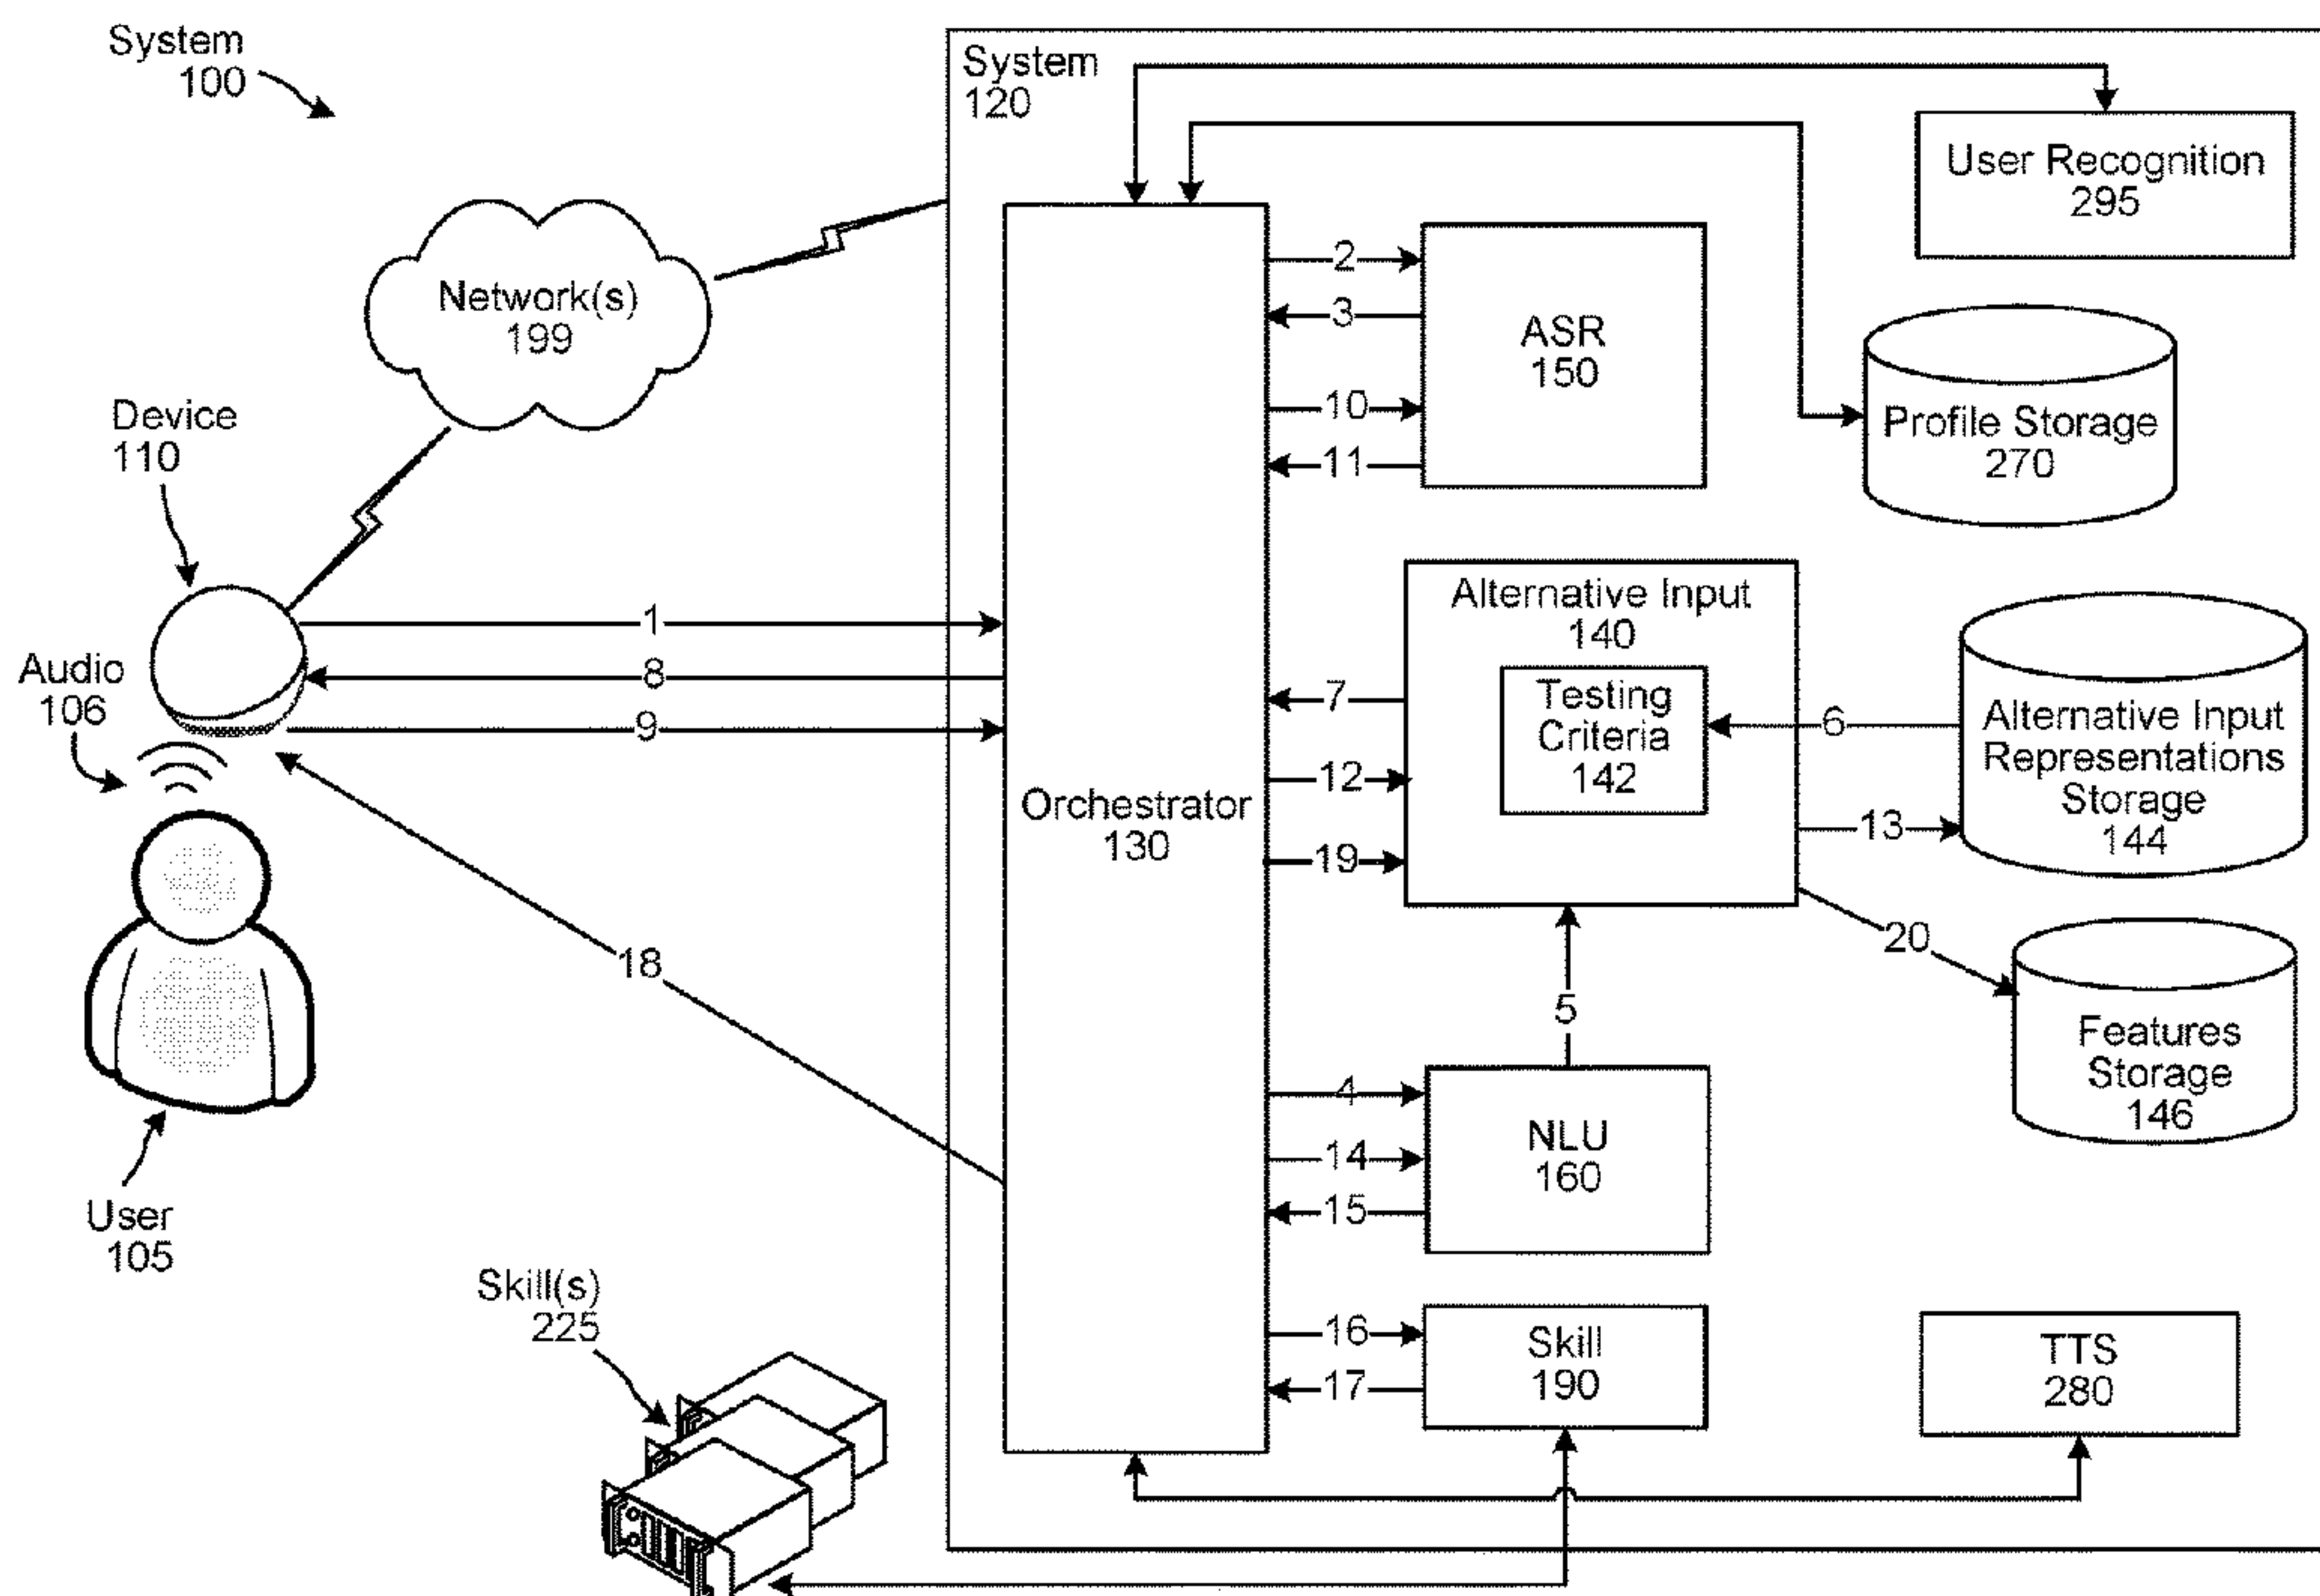 System
100
System
120
User Recognition
295
Network(s)
199
2
3
ASR
150
10
11
Profile Storage
270
Device
110
1
8
9
Audio
106
Alternative Input
140
Testing
Criteria
142
7
12
19
6
13
Alternative Input
Representations
Storage
144
Orchestrator
130
20
18
5
Features
Storage
146
4
14
15
NLU
160
User
105
Skill(s)
225
16
17
Skill
190
TTS
280